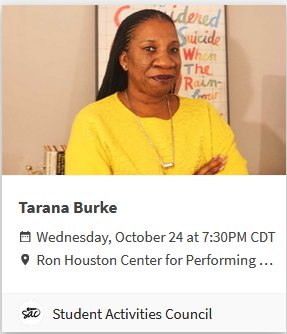 Considered
Suicide
When
The
Rain-
Tarana Burke
Wednesday, October 24 at 7:30PM CDT
Ron Houston Center for Performing ...
Student Activities Council